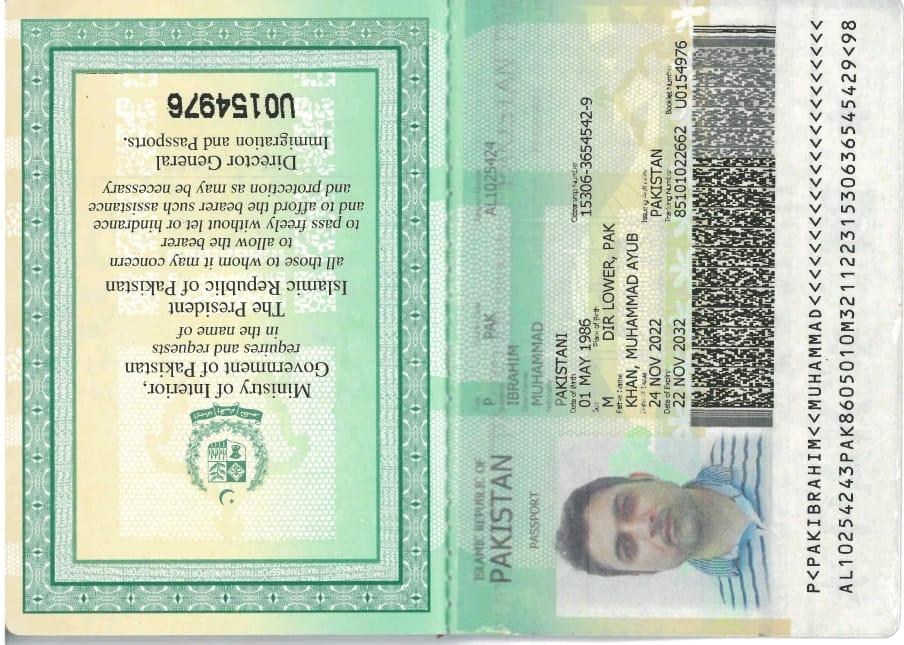 Ministry of Interior,
Government of Pakistan
requires and requests
in the name of
The President
Islamic Republic of Pakistan
all those to whom it may concern
to allow the bearer
to pass freely without let or hindrance
and to afford the bearer such assistance
and protection as may be necessary
Director General
Immigration and Passports.
U0154976
ISLAMIC REPUBLIC OF
PAKISTAN
PASSPORT
P PAK AL1025424
IBRAHIM
MUHAMMAD
PAKISTANI
Date of Birth Citizenship Number
01 MAY 1986 15306-3654542-9
Sex Place of Birth
M DIR LOWER, PAK
Father Name
KHAN, MUHAMMAD AYUB
Date of Issue Issuing Authority
24 NOV 2022 PAKISTAN
Date of Expiry Tracking Number Booklet Number
22 NOV 2032 85101022662 U0154976
P<PAKIBRAHIM<<MUHAMMAD<<<<<<<<<<<<<<<<<<<<<<
AL10254243PAK8605010M32112231530636545429<98